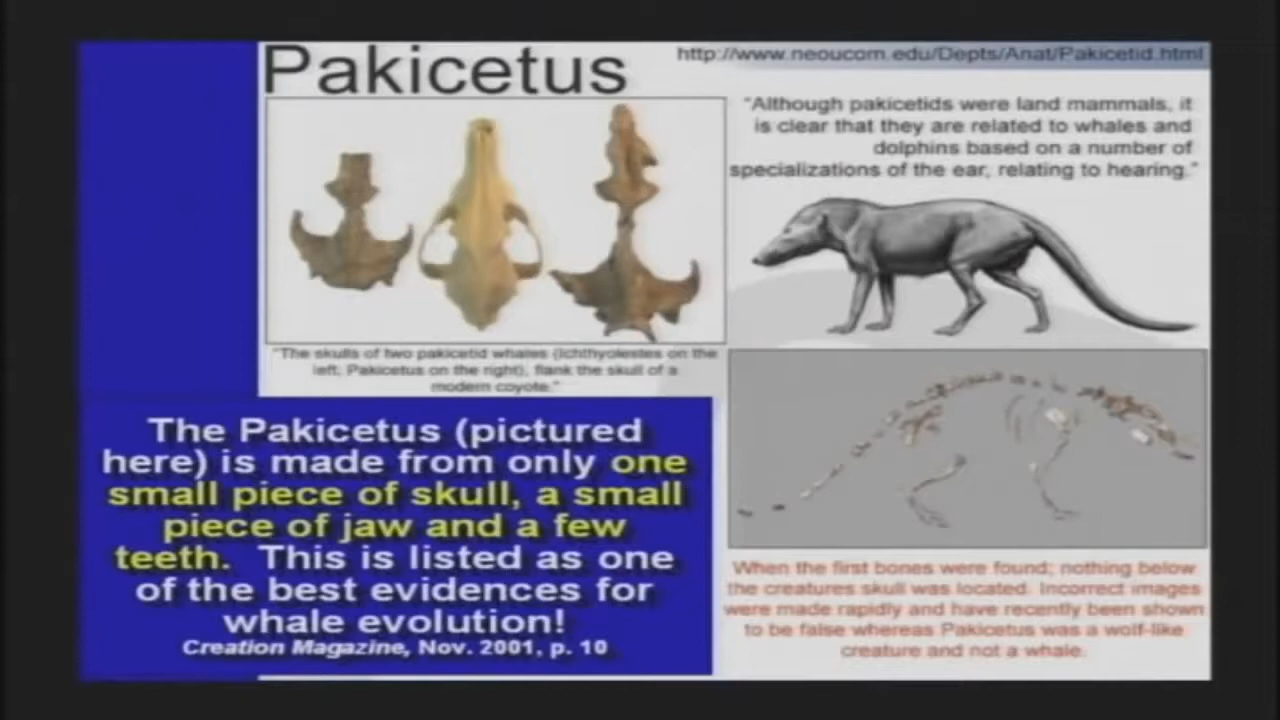 Pakicetus
http://www.neoucom.edu/Depts/Anat/Pakicetid.html
"Although pakicetids were land mammals, it
is clear that they are related to whales and
dolphins based on a number of
specializations of the ear, relating to hearing."
"The skulls of two pakicetid whales (Ichthyolestes on the
left, Pakicetus on the right), flank the skull of a
modern coyote."
The Pakicetus (pictured
here) is made from only one
small piece of skull, a small
piece of jaw and a few
teeth. This is listed as one
of the best evidences for
whale evolution!
Creation Magazine, Nov. 2001, p. 10
When the first bones were found; nothing below
the creatures skull was located. Incorrect images
were made rapidly and have recently been shown
to be false whereas Pakicetus was a wolf-like
creature and not a whale.